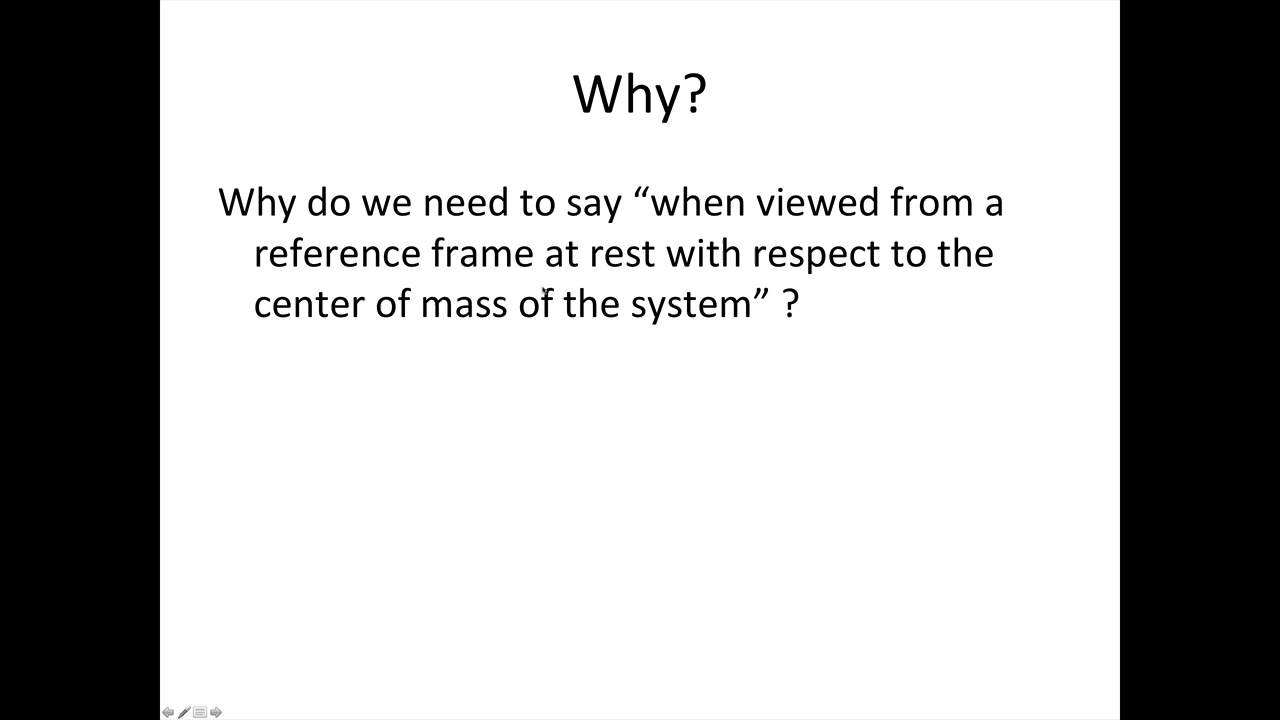 Why?
Why do we need to say “when viewed from a
reference frame at rest with respect to the
center of mass of the system” ?